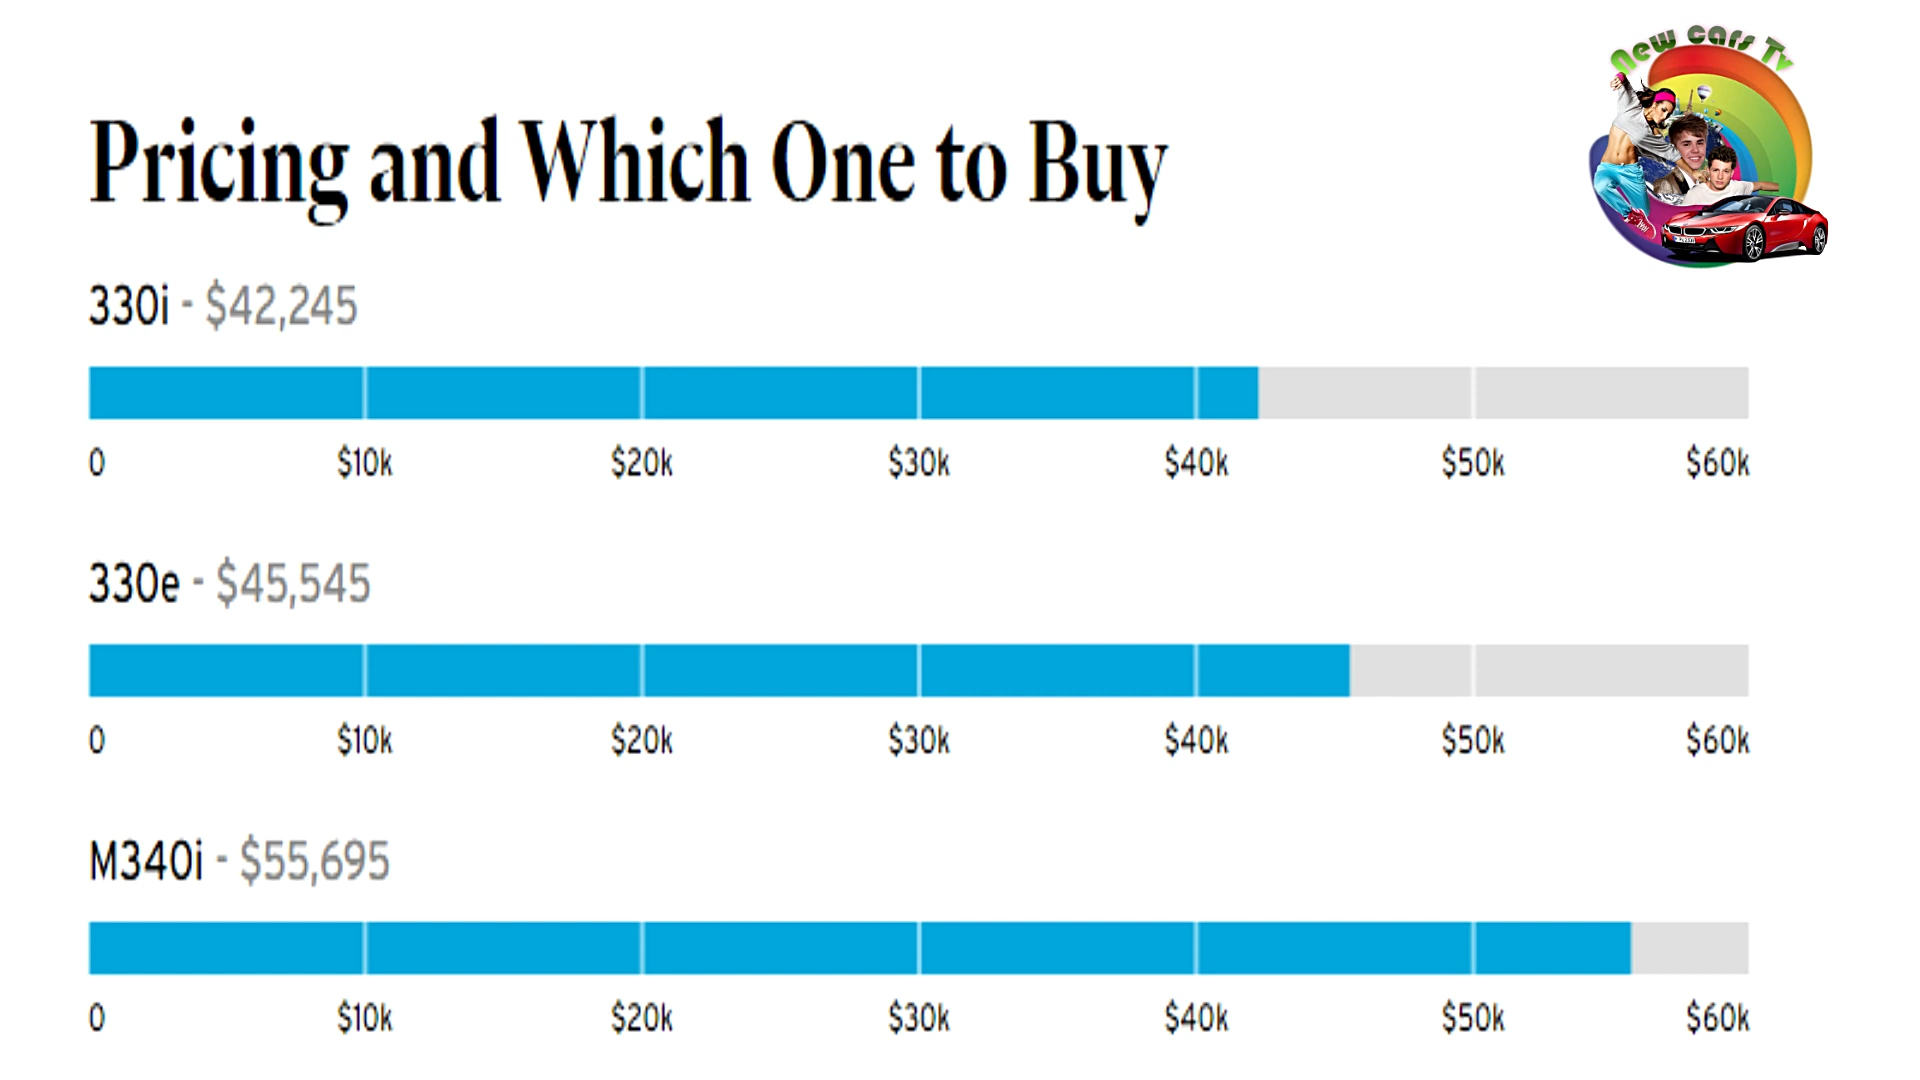 New cars Tv
Pricing and Which One to Buy
330i - $42,245
0 $10k $20k $30k $40k $50k $60k
330e - $45,545
0 $10k $20k $30k $40k $50k $60k
M340i - $55,695
0 $10k $20k $30k $40k $50k $60k